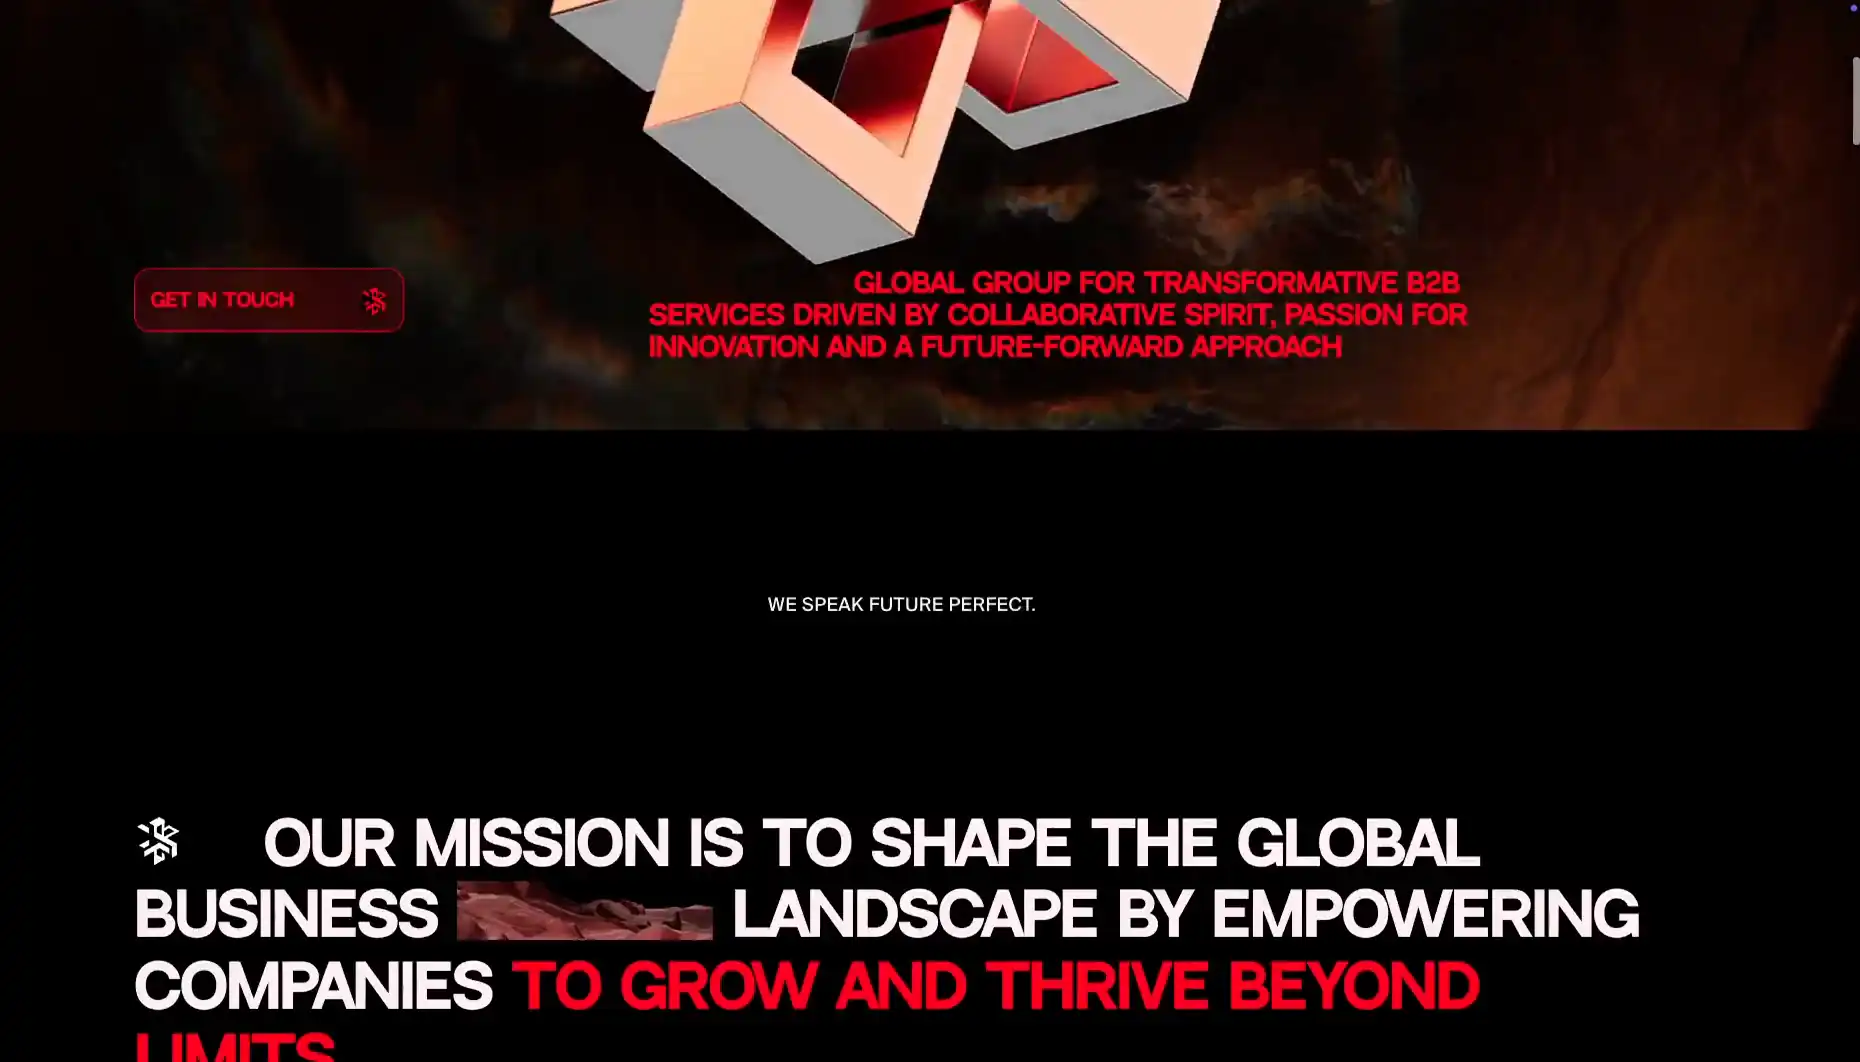 GET IN TOUCH
GLOBAL GROUP FOR TRANSFORMATIVE B2B
SERVICES DRIVEN BY COLLABORATIVE SPIRIT, PASSION FOR
INNOVATION AND A FUTURE-FORWARD APPROACH
WE SPEAK FUTURE PERFECT.
OUR MISSION IS TO SHAPE THE GLOBAL
BUSINESS LANDSCAPE BY EMPOWERING
COMPANIES TO GROW AND THRIVE BEYOND
LIMITS